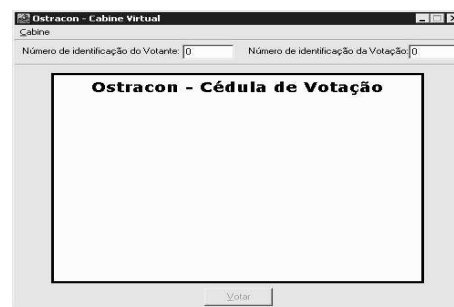 Ostracon - Cabine Virtual
Cabine
Número de identificação do Votante: 0 Número de identificação da Votação: 0
Ostracon - Cédula de Votação
Votar